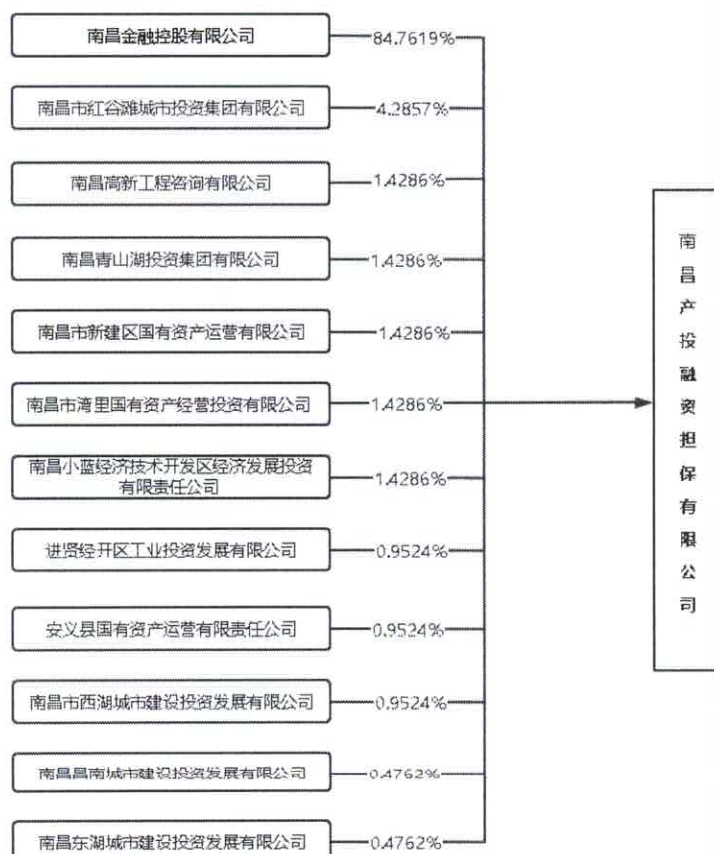 南昌金融控股有限公司
84.7619%
南昌市红谷滩城市投资集团有限公司
4.2857%
南昌高新工程咨询有限公司
1.4286%
南昌青山湖投资集团有限公司
1.4286%
南昌市新建区国有资产运营有限公司
1.4286%
南昌市湾里国有资产经营投资有限公司
1.4286%
南昌小蓝经济技术开发区经济发展投资
有限责任公司
1.4286%
进贤经开区工业投资发展有限公司
0.9524%
安义县国有资产运营有限责任公司
0.9524%
南昌市西湖城市建设投资发展有限公司
0.9524%
南昌昌南城市建设投资发展有限公司
0.4762%
南昌东湖城市建设投资发展有限公司
0.4762%
南昌产投融资担保有限公司